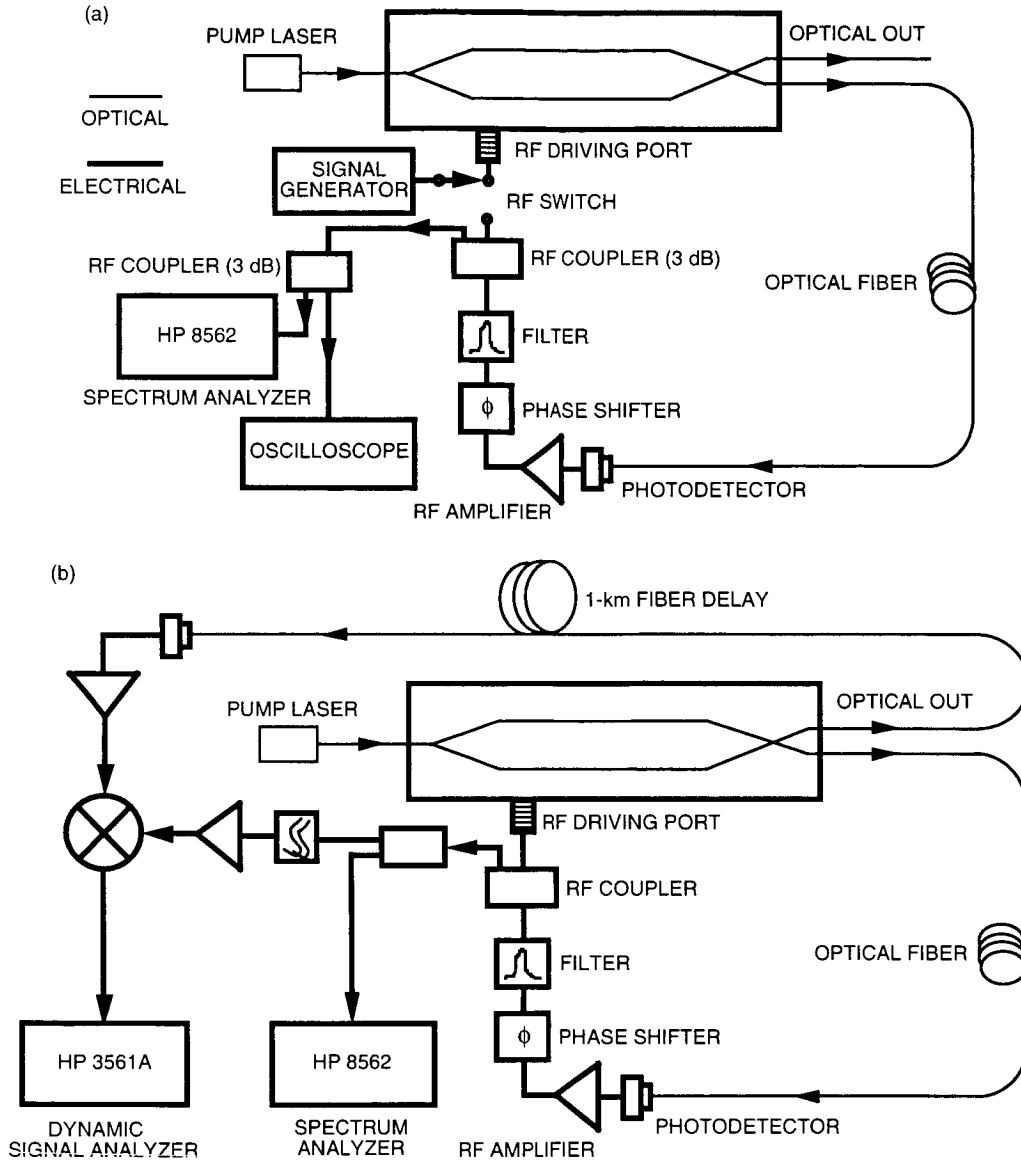 (a)
PUMP LASER
OPTICAL OUT
OPTICAL
ELECTRICAL
RF DRIVING PORT
SIGNAL
GENERATOR
RF SWITCH
RF COUPLER (3 dB)
RF COUPLER (3 dB)
OPTICAL FIBER
HP 8562
FILTER
SPECTRUM ANALYZER
ϕ
PHASE SHIFTER
OSCILLOSCOPE
PHOTODETECTOR
RF AMPLIFIER
(b)
1-km FIBER DELAY
PUMP LASER
OPTICAL OUT
RF DRIVING PORT
RF COUPLER
OPTICAL FIBER
FILTER
ϕ
PHASE SHIFTER
HP 3561A
HP 8562
PHOTODETECTOR
DYNAMIC
SIGNAL ANALYZER
SPECTRUM
ANALYZER
RF AMPLIFIER